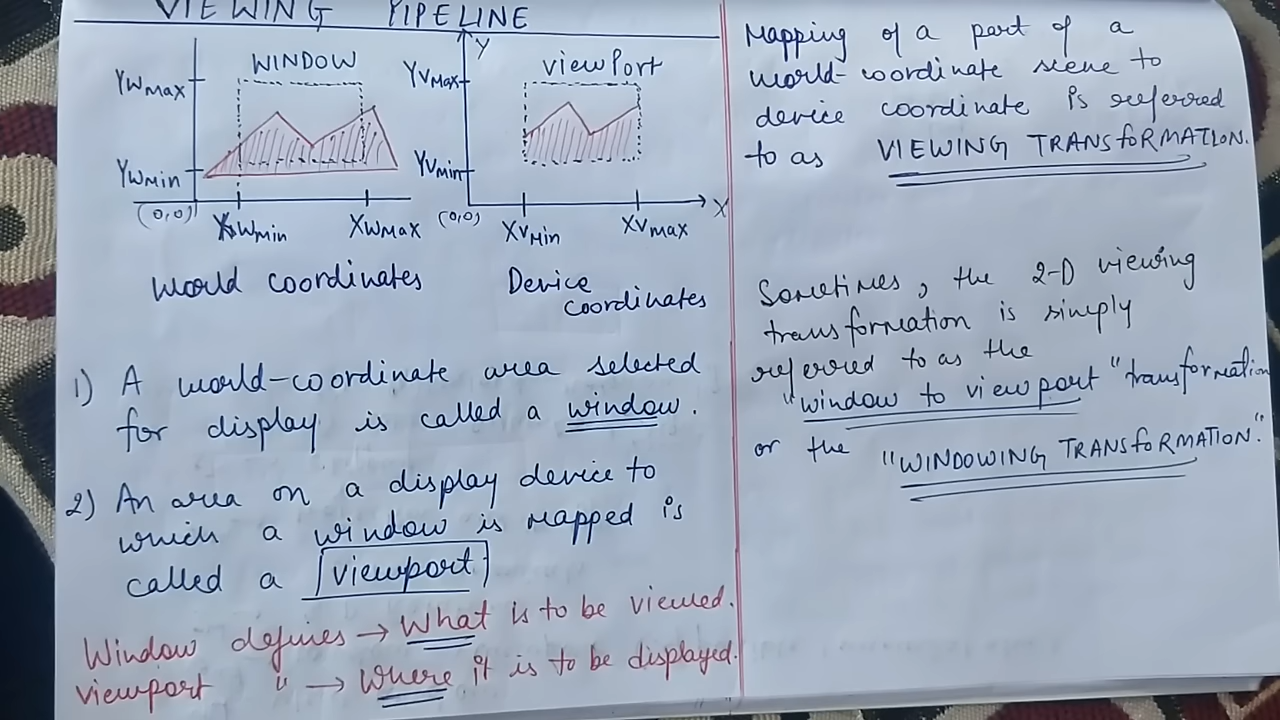 VIEWING PIPELINE
WINDOW
YWMax
YWMin
(0,0)
XWMin
XWMax
World coordinates
Y
viewPort
YVMax
YVMin
(0,0)
XVMin
XVMax
X
Device
coordinates
1) A world-coordinate area selected
for display is called a window.
2) An area on a display device to
which a window is mapped is
called a viewport
Window defines → What is to be viewed.
viewport " → Where it is to be displayed.
Mapping of a part of a
world-coordinate scene to
device coordinate is referred
to as VIEWING TRANSFORMATION.
Sometimes, the 2-D viewing
transformation is simply
referred to as the
"window to viewport" transformation
or the "WINDOWING TRANSFORMATION."